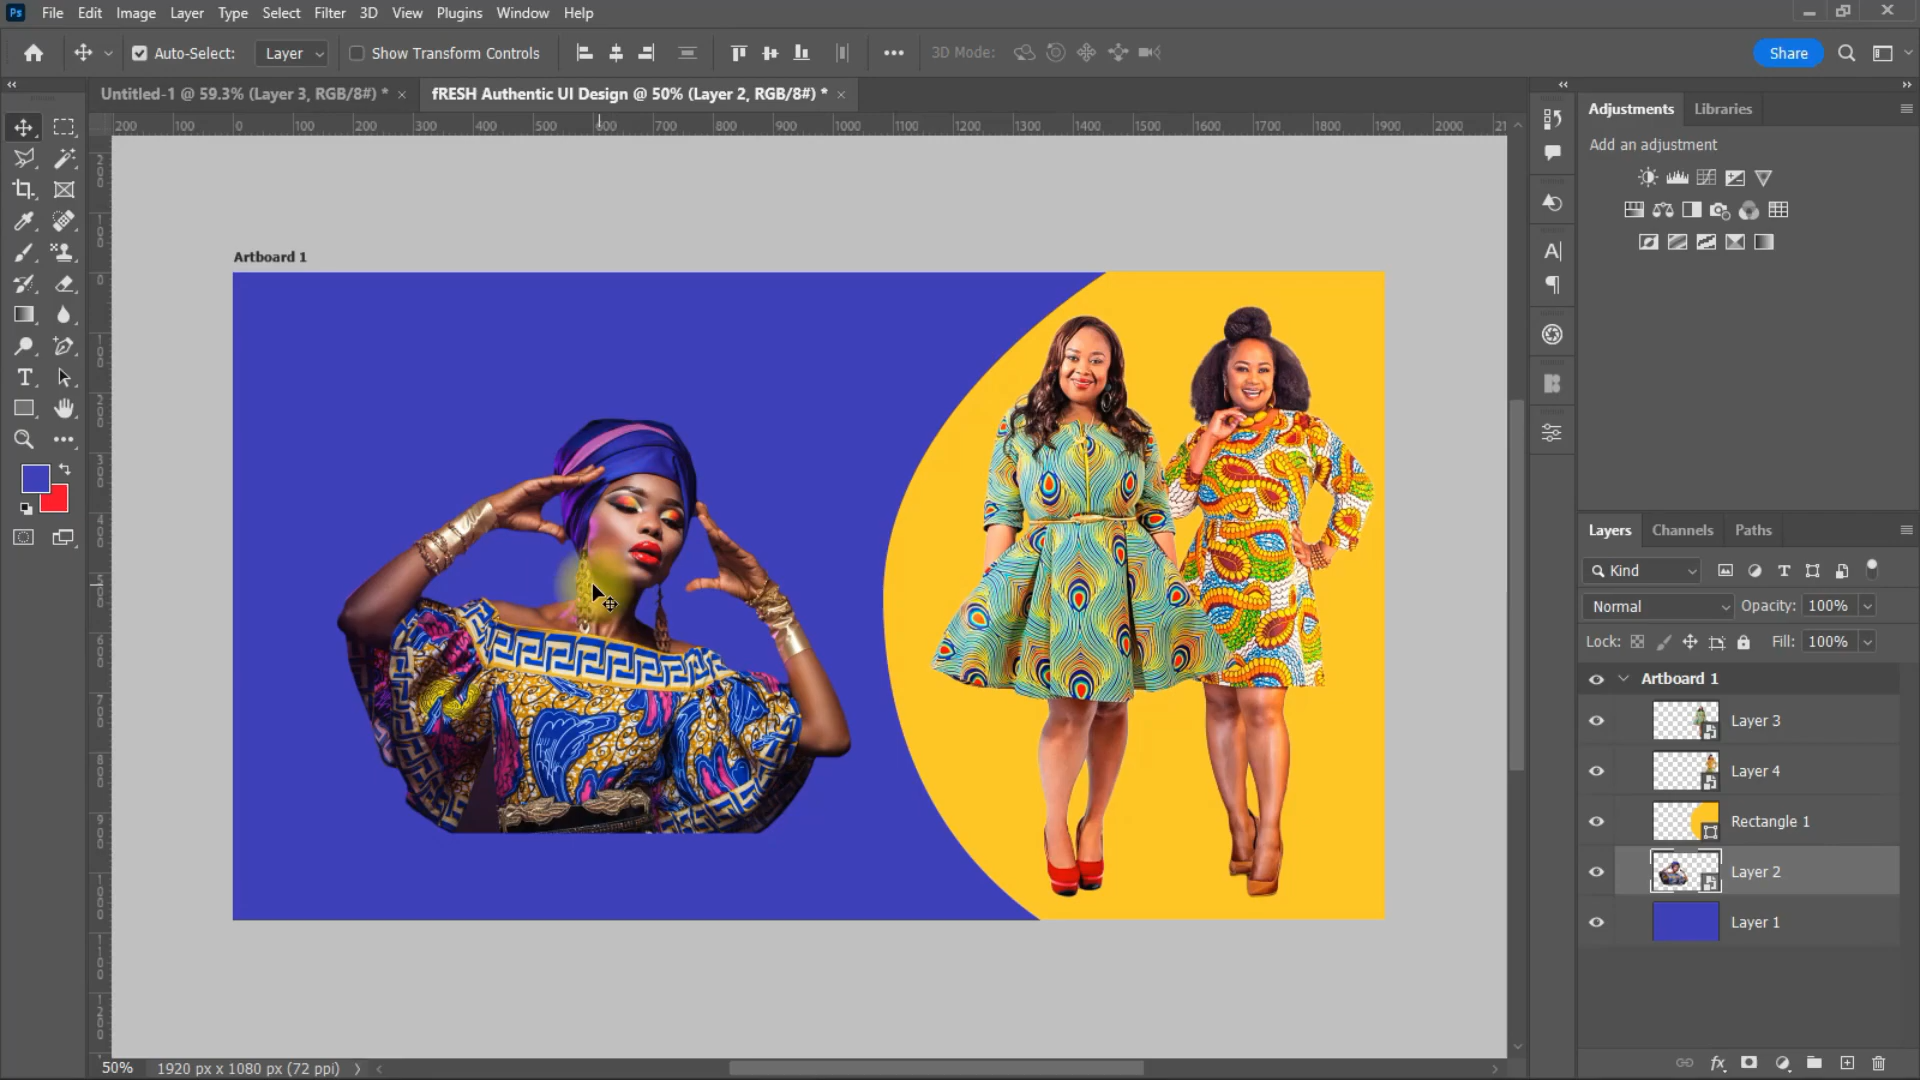 Ps File Edit Image Layer Type Select Filter 3D View Plugins Window Help
Auto-Select: Layer Show Transform Controls 3D Mode: Share
Untitled-1 @ 59.3% (Layer 3, RGB/8#) * × fRESH Authentic UI Design @ 50% (Layer 2, RGB/8#) * ×
200 100 0 100 200 300 400 500 600 700 800 900 1000 1100 1200 1300 1400 1500 1600 1700 1800 1900 2000 21
Adjustments Libraries
Add an adjustment
Artboard 1
Layers Channels Paths
Kind
Normal Opacity: 100%
Lock: Fill: 100%
Artboard 1
Layer 3
Layer 4
Rectangle 1
Layer 2
Layer 1
50% 1920 px x 1080 px (72 ppi)